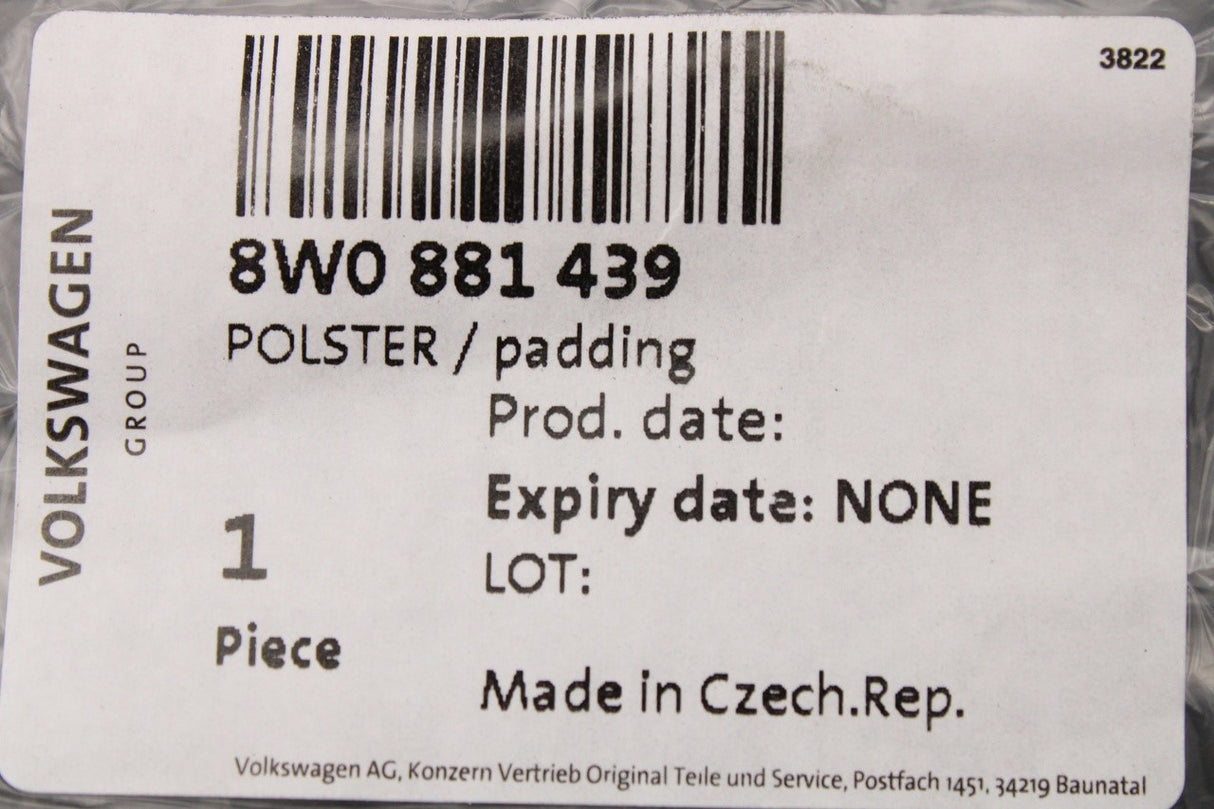 3822
8W0 881 439
POLSTER / padding
Prod. date:
Expiry date: NONE
LOT:
1
Piece
Made in Czech.Rep.
Volkswagen AG, Konzern Vertrieb Original Teile und Service, Postfach 1451, 34219 Baunatal
VOLKSWAGEN
GROUP